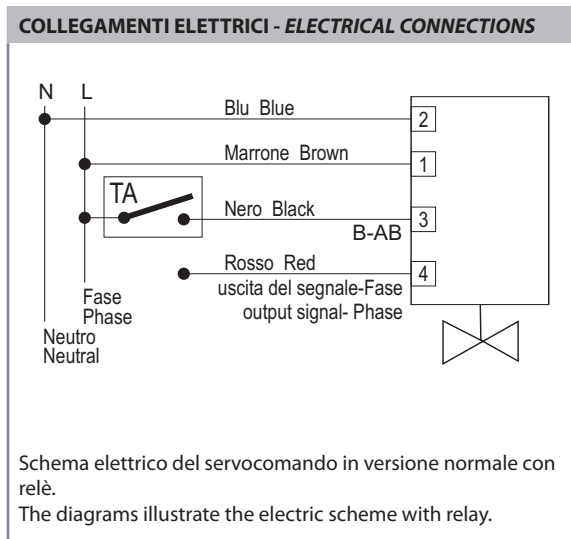 COLLEGAMENTI ELETTRICI - ELECTRICAL CONNECTIONS
N L
Blu Blue
2
Marrone Brown
1
TA
Nero Black
3
B-AB
Rosso Red
4
uscita del segnale-Fase
output signal- Phase
Fase
Phase
Neutro
Neutral
Schema elettrico del servocomando in versione normale con
relè.
The diagrams illustrate the electric scheme with relay.